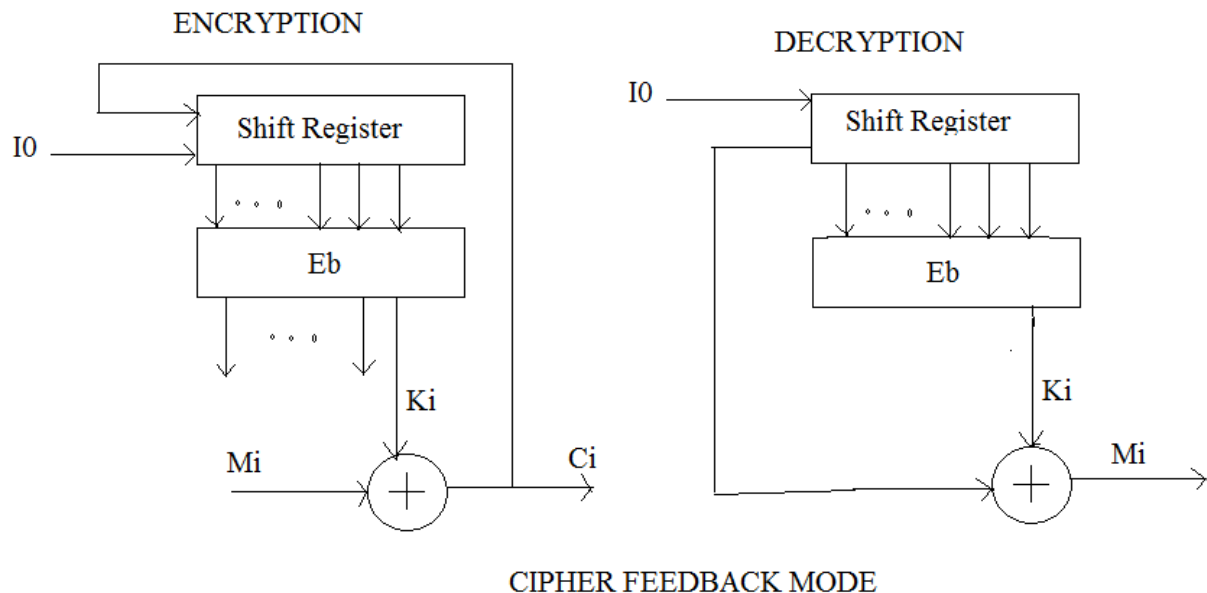 ENCRYPTION
I0
Shift Register
Eb
Ki
Mi
Ci
DECRYPTION
I0
Shift Register
Eb
Ki
Mi
CIPHER FEEDBACK MODE